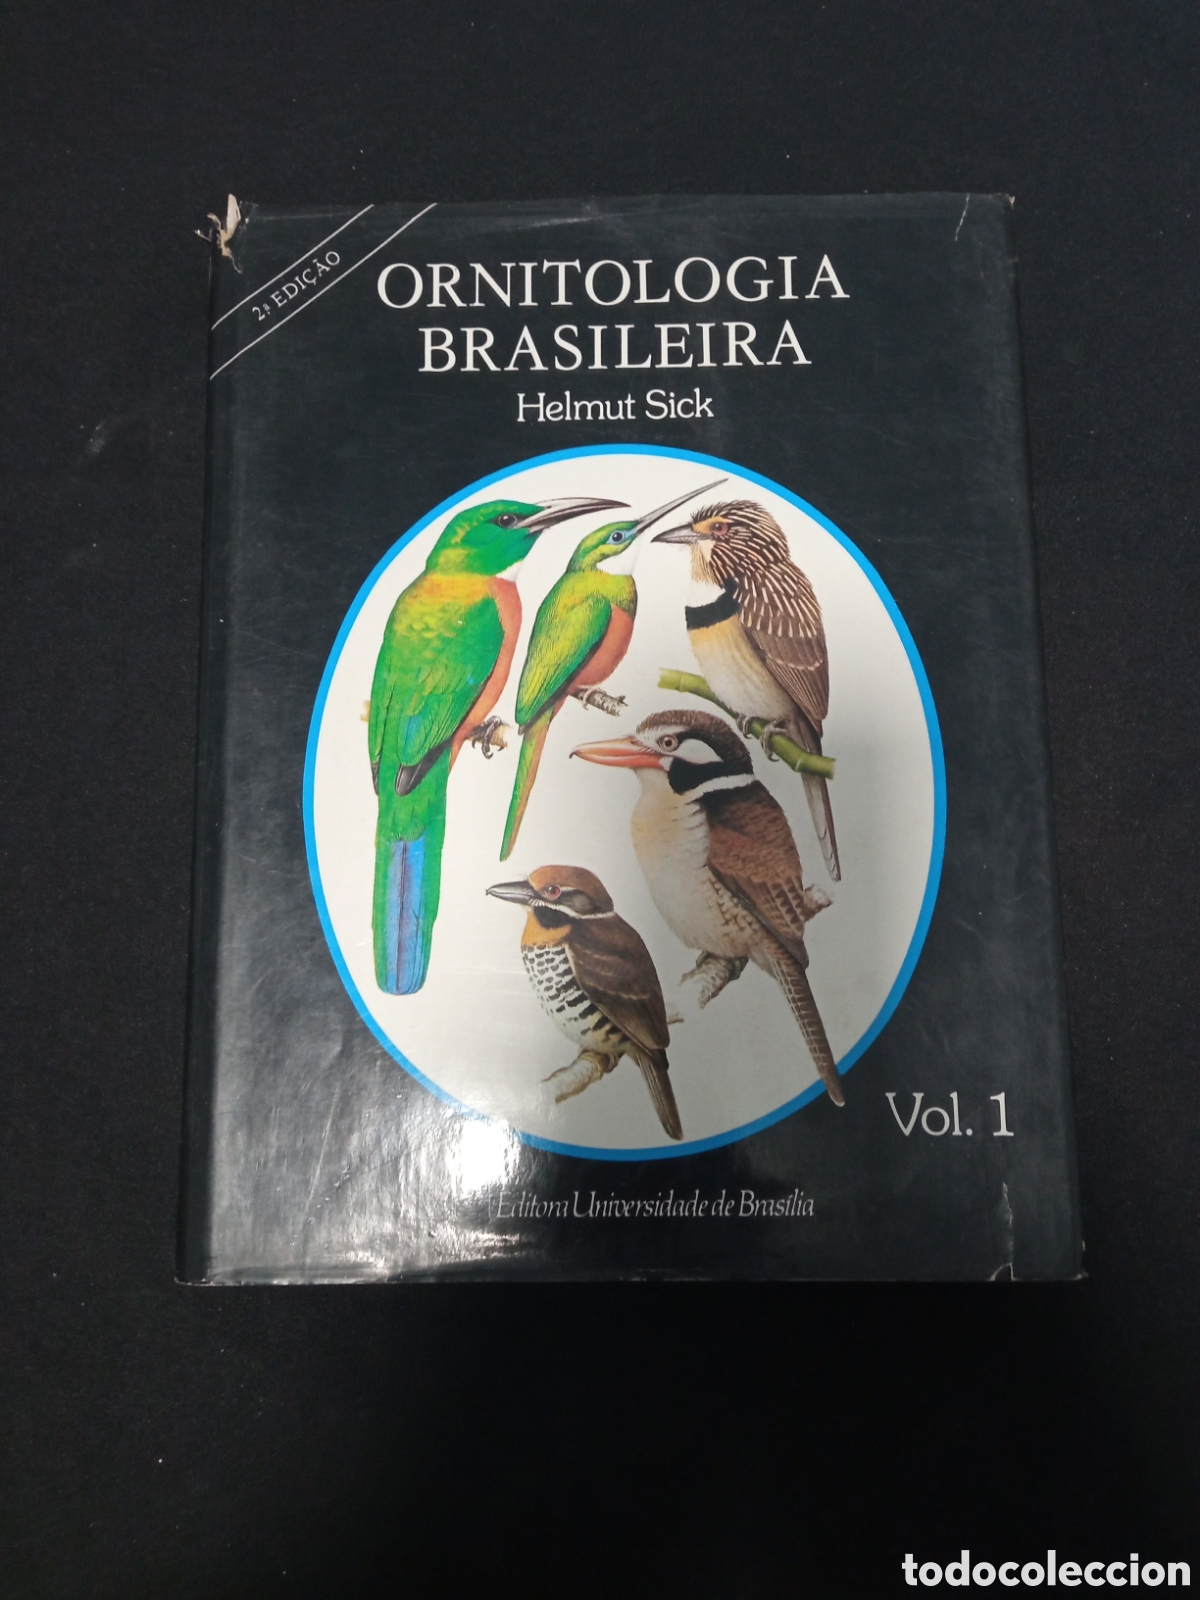 2ª EDIÇÃO
ORNITOLOGIA
BRASILEIRA
Helmut Sick
Vol. 1
Editora Universidade de Brasília
todocoleccion